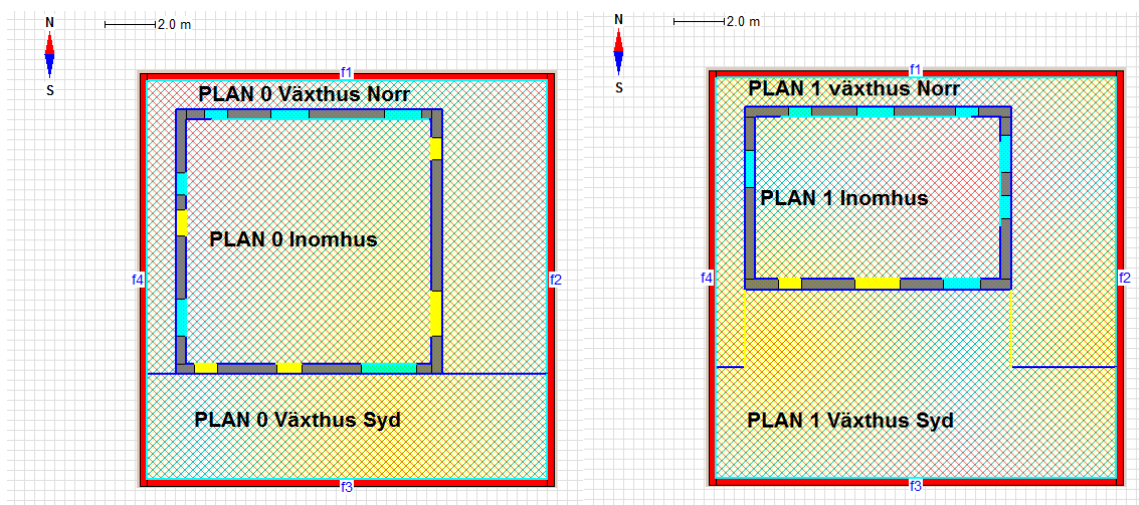 N
2.0 m
S
f1
PLAN 0 Växthus Norr
PLAN 0 Inomhus
f4
f2
PLAN 0 Växthus Syd
f3
N
2.0 m
S
f1
PLAN 1 växthus Norr
PLAN 1 Inomhus
f4
f2
PLAN 1 Växthus Syd
f3